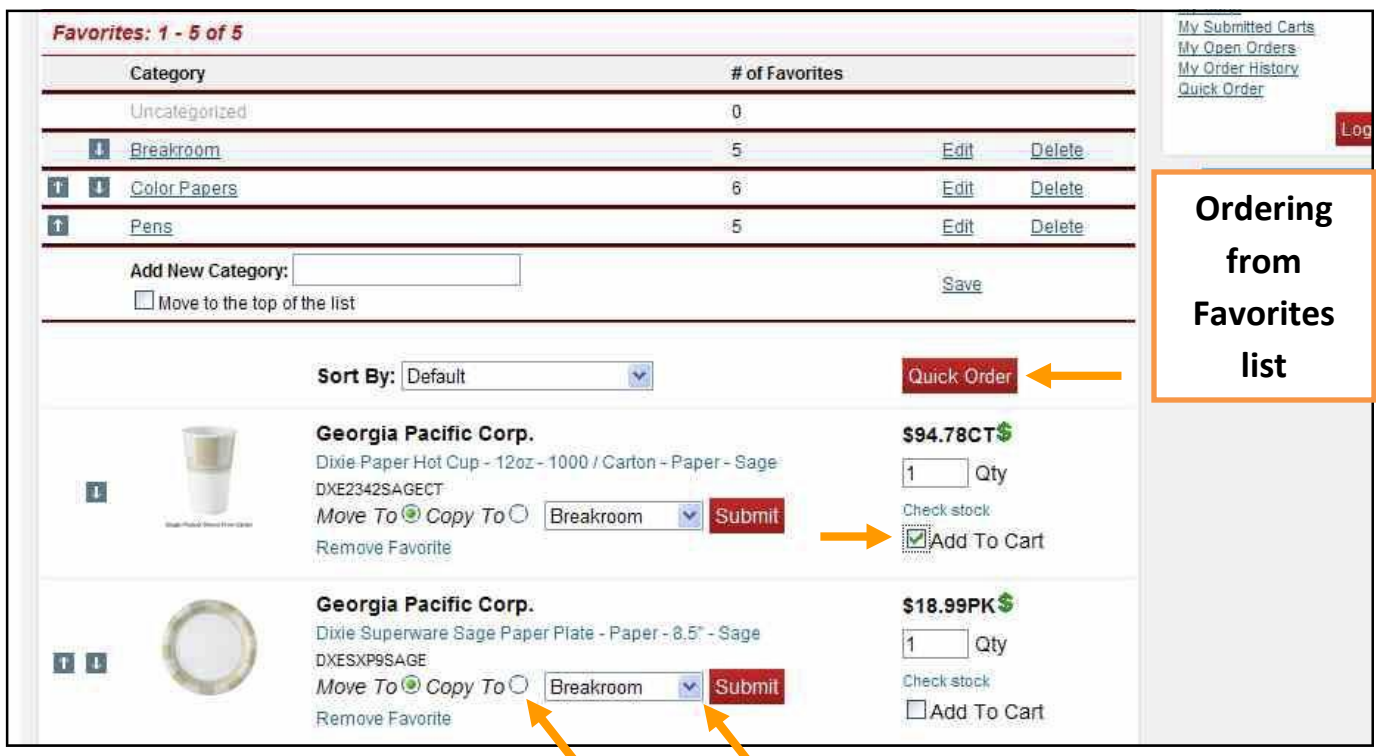 Favorites: 1 - 5 of 5
Category # of Favorites
Uncategorized 0
Breakroom 5 Edit Delete
Color Papers 6 Edit Delete
Pens 5 Edit Delete
Add New Category:
Move to the top of the list
Save
Sort By: Default
Quick Order
Georgia Pacific Corp.
Dixie Paper Hot Cup - 12oz - 1000 / Carton - Paper - Sage
DXE2342SAGECT
Move To Copy To Breakroom Submit
Remove Favorite
$94.78CT$
1 Qty
Check stock
Add To Cart
Georgia Pacific Corp.
Dixie Superware Sage Paper Plate - Paper - 8.5" - Sage
DXESXP9SAGE
Move To Copy To Breakroom Submit
Remove Favorite
$18.99PK$
1 Qty
Check stock
Add To Cart
My Submitted Carts
My Open Orders
My Order History
Quick Order
Log
Ordering
from
Favorites
list